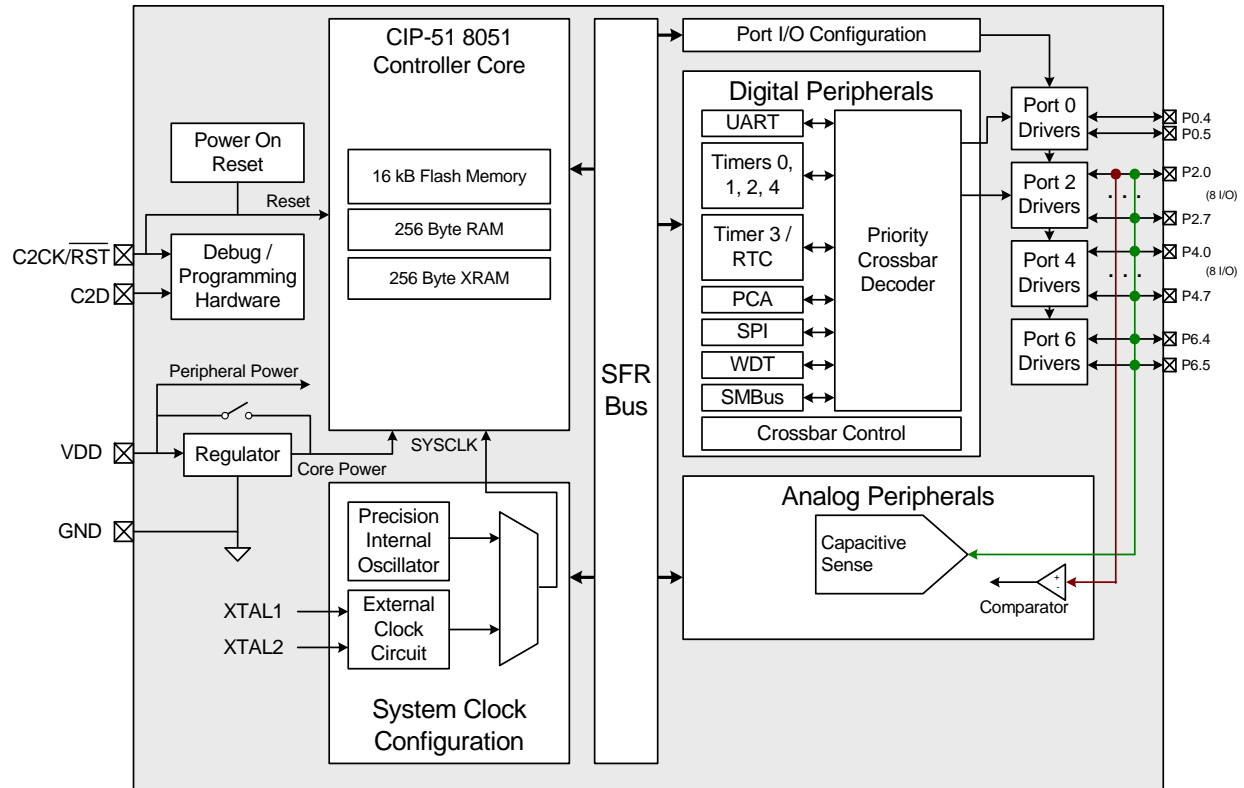 CIP-51 8051
Controller Core
16 kB Flash Memory
256 Byte RAM
256 Byte XRAM
Power On
Reset
Reset
Debug /
Programming
Hardware
C2CK/RST
C2D
Peripheral Power
VDD
Regulator
Core Power
SYSCLK
GND
Precision
Internal
Oscillator
XTAL1
XTAL2
External
Clock
Circuit
System Clock
Configuration
SFR
Bus
Port I/O Configuration
Digital Peripherals
UART
Timers 0,
1, 2, 4
Timer 3 /
RTC
PCA
SPI
WDT
SMBus
Priority
Crossbar
Decoder
Crossbar Control
Port 0
Drivers
Port 2
Drivers
Port 4
Drivers
Port 6
Drivers
P0.4
P0.5
P2.0
. . .
(8 I/O)
P2.7
P4.0
. . .
(8 I/O)
P4.7
P6.4
P6.5
Analog Peripherals
Capacitive
Sense
+
-
Comparator